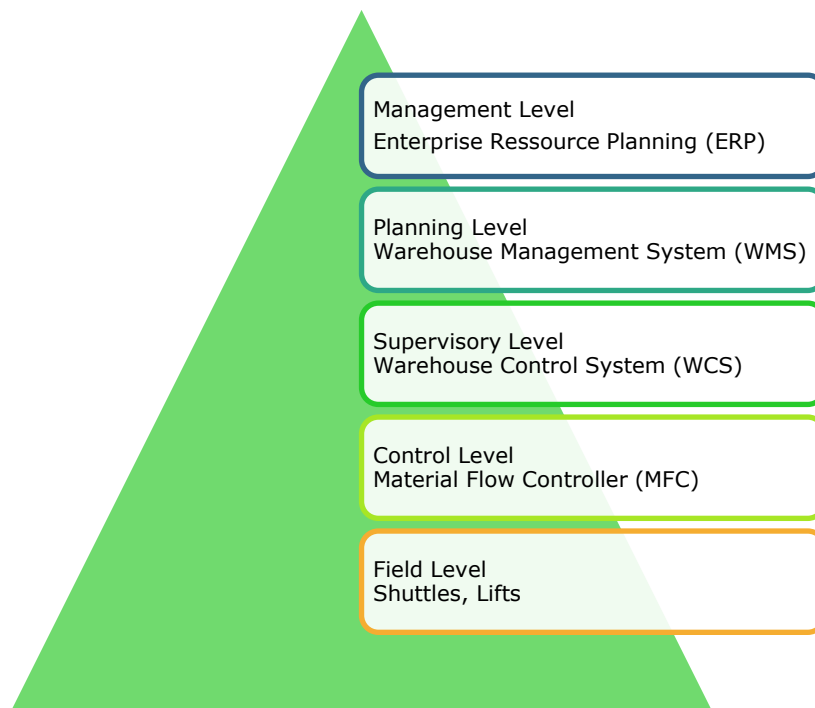 Management Level
Enterprise Ressource Planning (ERP)
Planning Level
Warehouse Management System (WMS)
Supervisory Level
Warehouse Control System (WCS)
Control Level
Material Flow Controller (MFC)
Field Level
Shuttles, Lifts